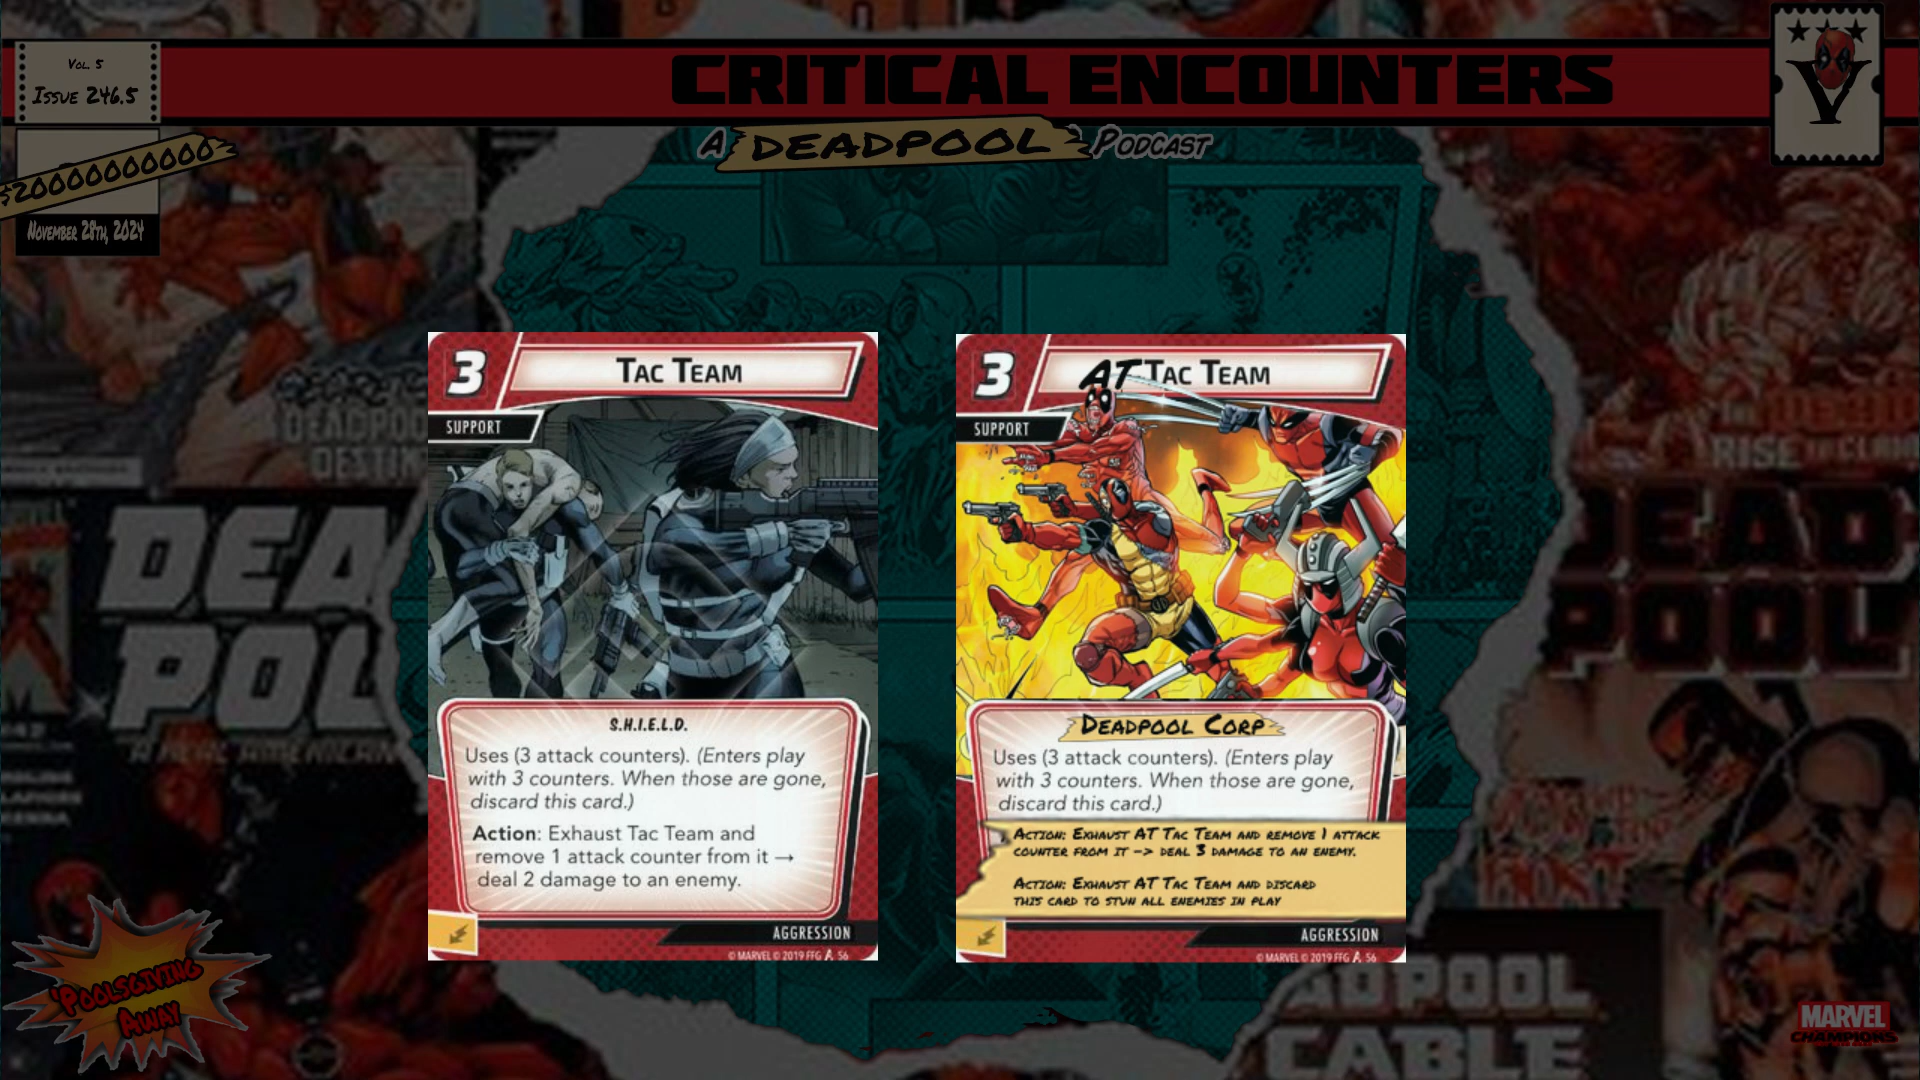 Vol. 5
Issue 246.5
CRITICAL ENCOUNTERS
V
A DEADPOOL PODCAST
$2000000000
November 28th, 2024
3
Tac Team
SUPPORT
S.H.I.E.L.D.
Uses (3 attack counters). (Enters play
with 3 counters. When those are gone,
discard this card.)
Action: Exhaust Tac Team and
remove 1 attack counter from it →
deal 2 damage to an enemy.
AGGRESSION
© MARVEL © 2019 FFG 56
3
AT Tac Team
SUPPORT
Deadpool Corp
Uses (3 attack counters). (Enters play
with 3 counters. When those are gone,
discard this card.)
Action: Exhaust AT Tac Team and remove 1 attack
counter from it -> deal 3 damage to an enemy.
Action: Exhaust AT Tac Team and discard
this card to stun all enemies in play
AGGRESSION
© MARVEL © 2019 FFG 56
DEADPOOL
DEA
POL
DEAD
POOL
CABLE
'Poolsgiving
Away
MARVEL
CHAMPIONS